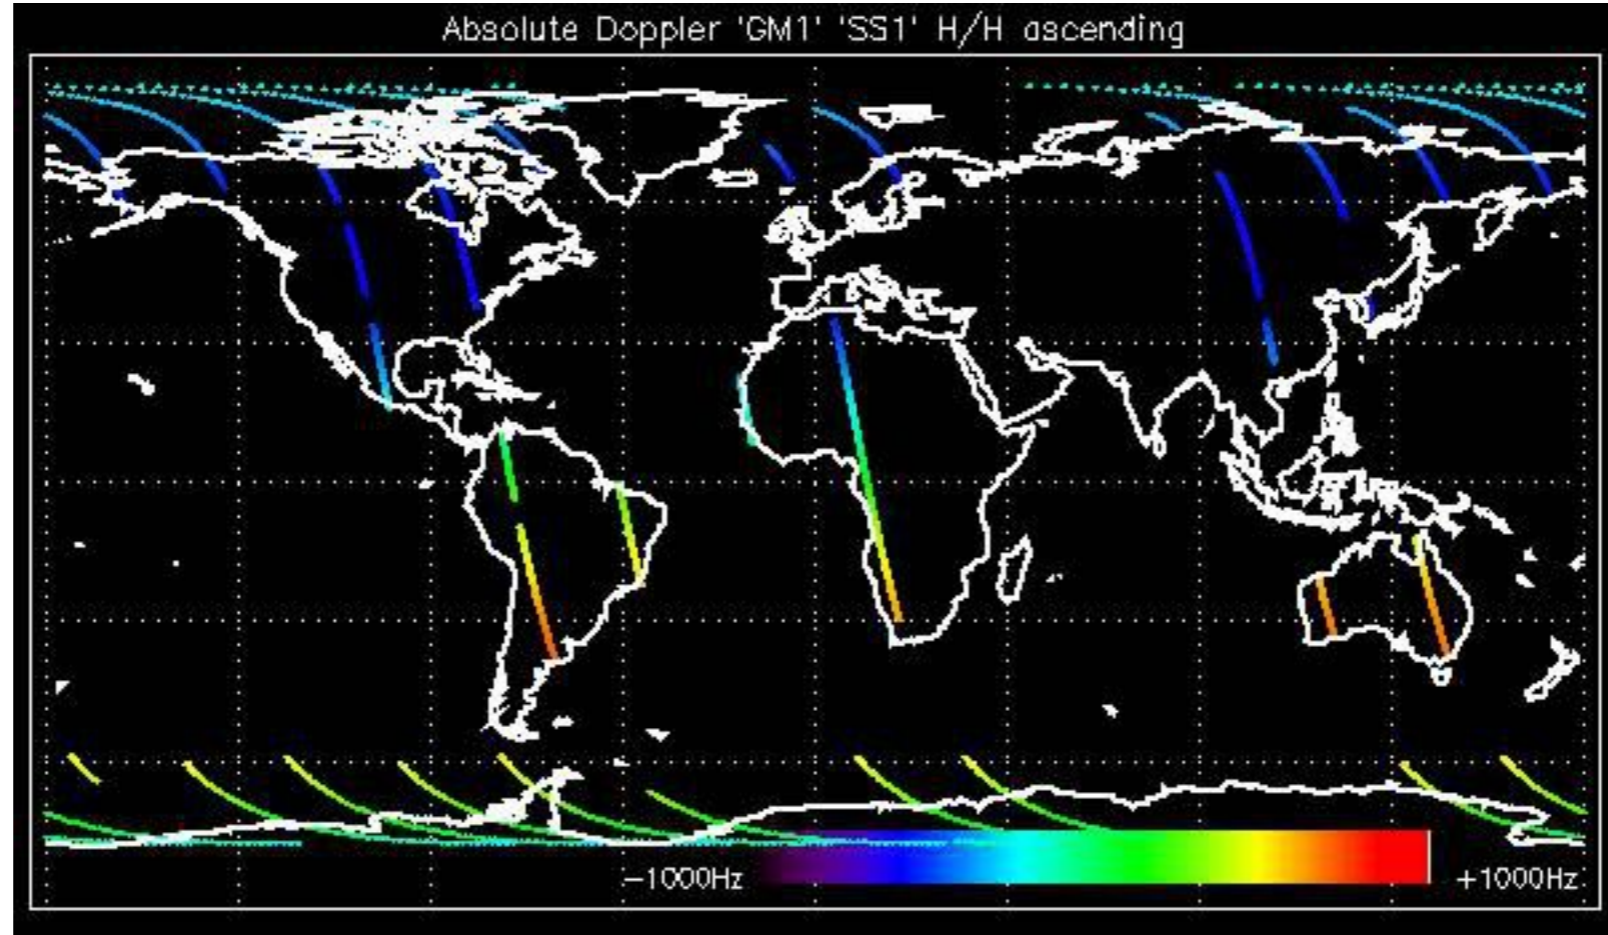 Absolute Doppler 'GM1' 'SS1' H/H ascending
−1000Hz
+1000Hz